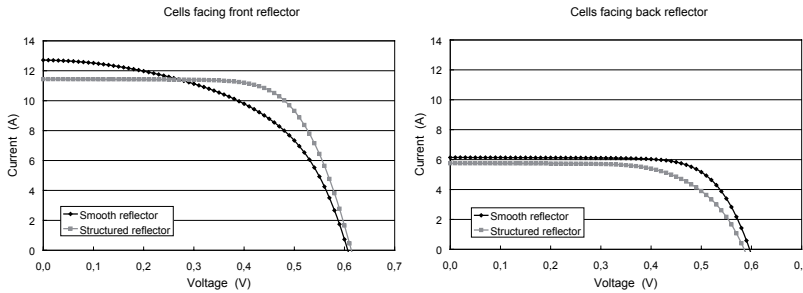 Cells facing front reflector
14
12
10
8
6
4
2
0
Current (A)
0,0 0,1 0,2 0,3 0,4 0,5 0,6 0,7
Voltage (V)
Smooth reflector
Structured reflector
Cells facing back reflector
14
12
10
8
6
4
2
0
Current (A)
0,0 0,1 0,2 0,3 0,4 0,5 0,6 0,
Voltage (V)
Smooth reflector
Structured reflector